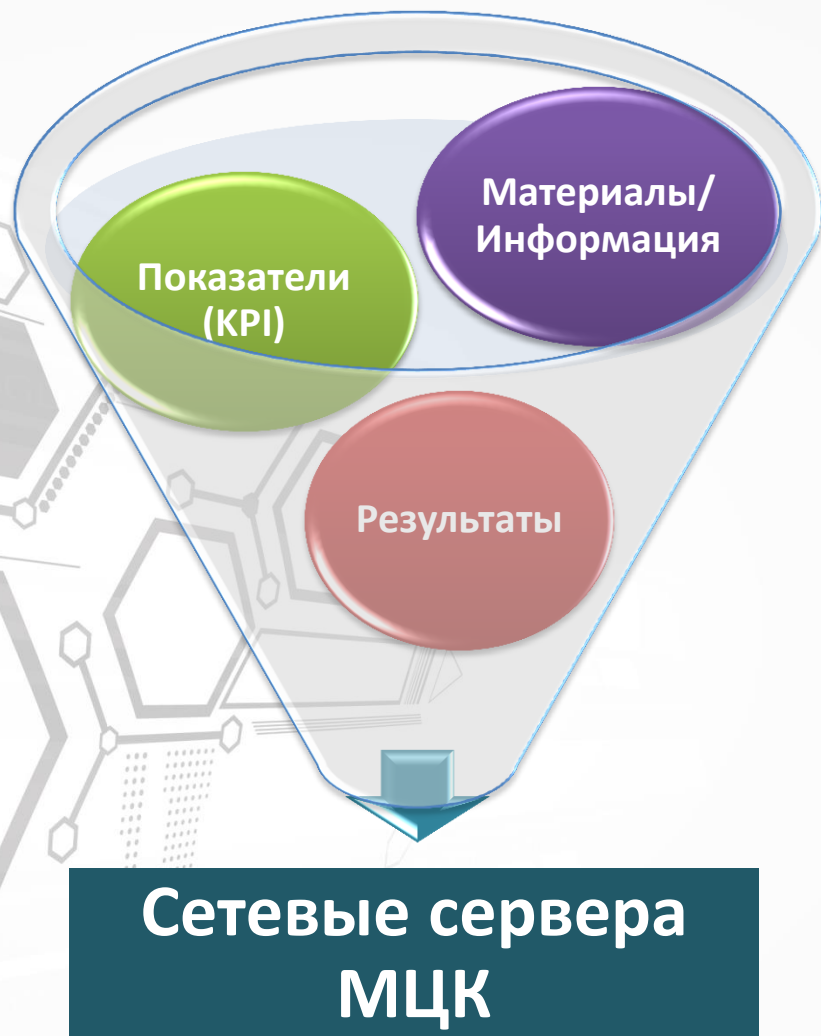 Материалы/
Информация
Показатели
(KPI)
Результаты
Сетевые сервера
МЦК